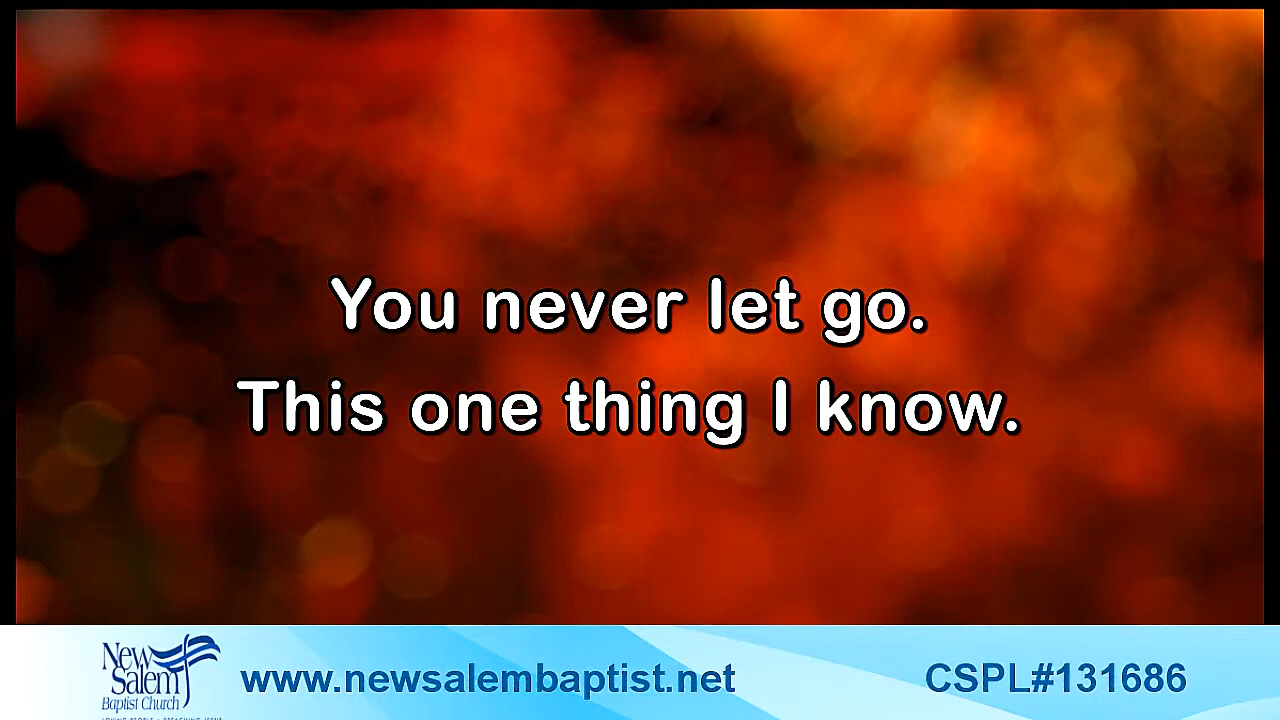 You never let go.
This one thing I know.
New
Salem
Baptist Church
www.newsalembaptist.net
CSPL#131686